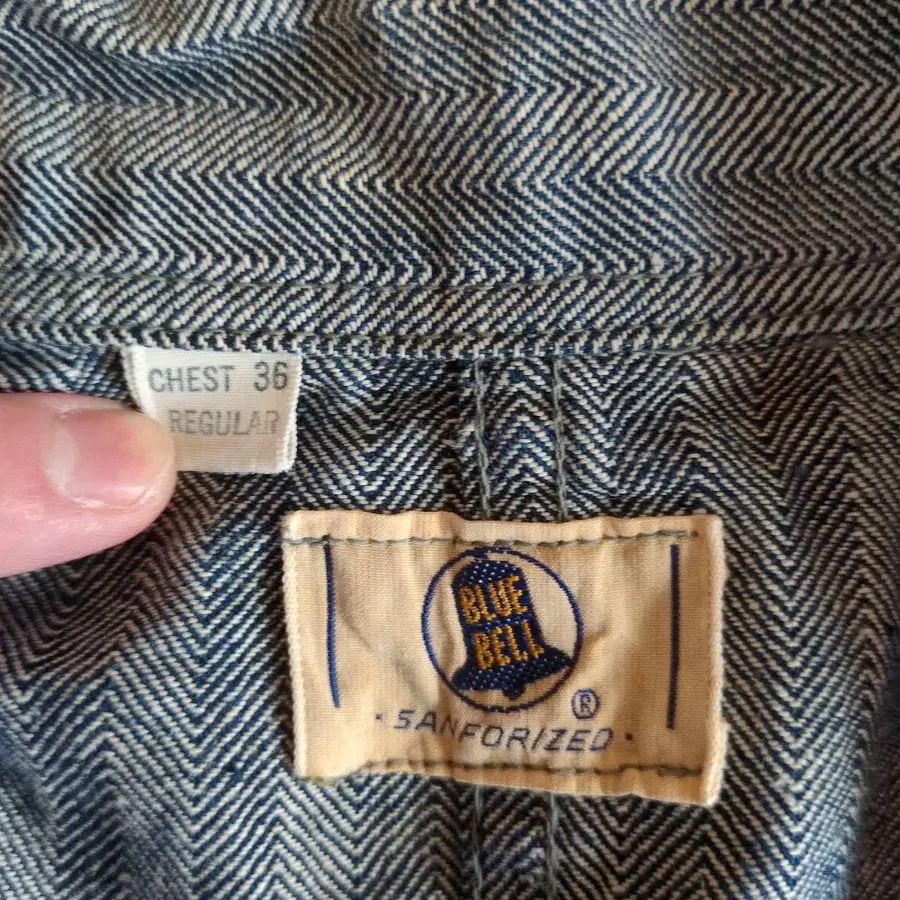 CHEST 36
REGULAR
BLUE
BELL
®
· SANFORIZED ·